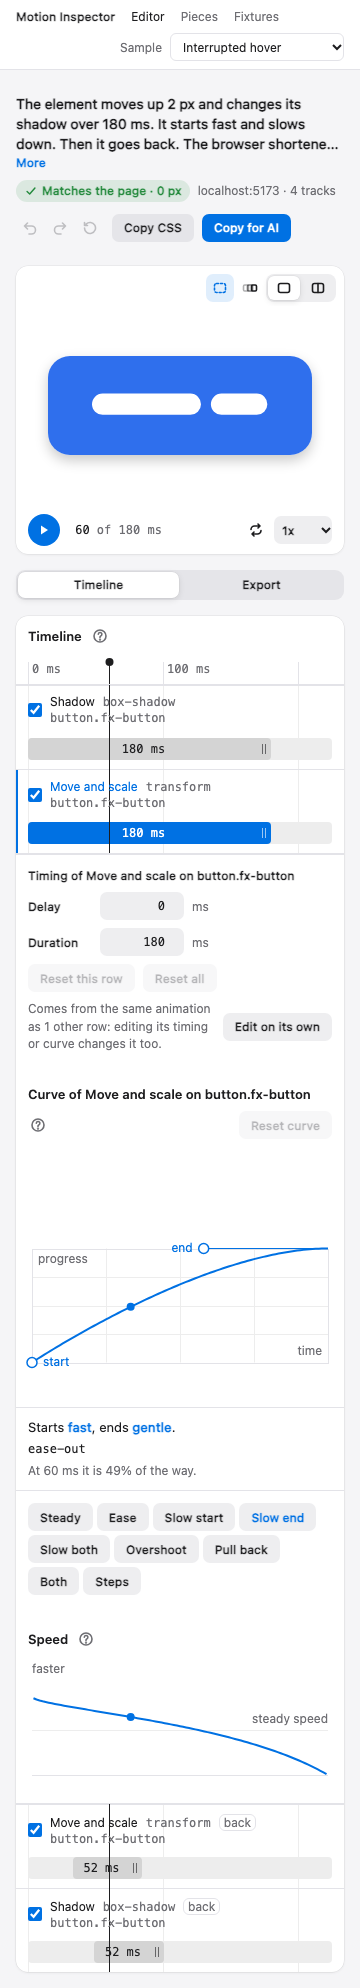 Motion Inspector Editor Pieces Fixtures
Sample Interrupted hover
The element moves up 2 px and changes its
shadow over 180 ms. It starts fast and slows
down. Then it goes back. The browser shortene...
More
Matches the page · 0 px localhost:5173 · 4 tracks
Copy CSS Copy for AI
60 of 180 ms 1x
Timeline Export
Timeline
0 ms 100 ms
Shadow box-shadow
button.fx-button
180 ms
Move and scale transform
button.fx-button
180 ms
Timing of Move and scale on button.fx-button
Delay 0 ms
Duration 180 ms
Reset this row Reset all
Comes from the same animation
as 1 other row: editing its timing
or curve changes it too.
Edit on its own
Curve of Move and scale on button.fx-button
Reset curve
end
progress
time
start
Starts fast, ends gentle.
ease-out
At 60 ms it is 49% of the way.
Steady Ease Slow start Slow end
Slow both Overshoot Pull back
Both Steps
Speed
faster
steady speed
Move and scale transform back
button.fx-button
52 ms
Shadow box-shadow back
button.fx-button
52 ms